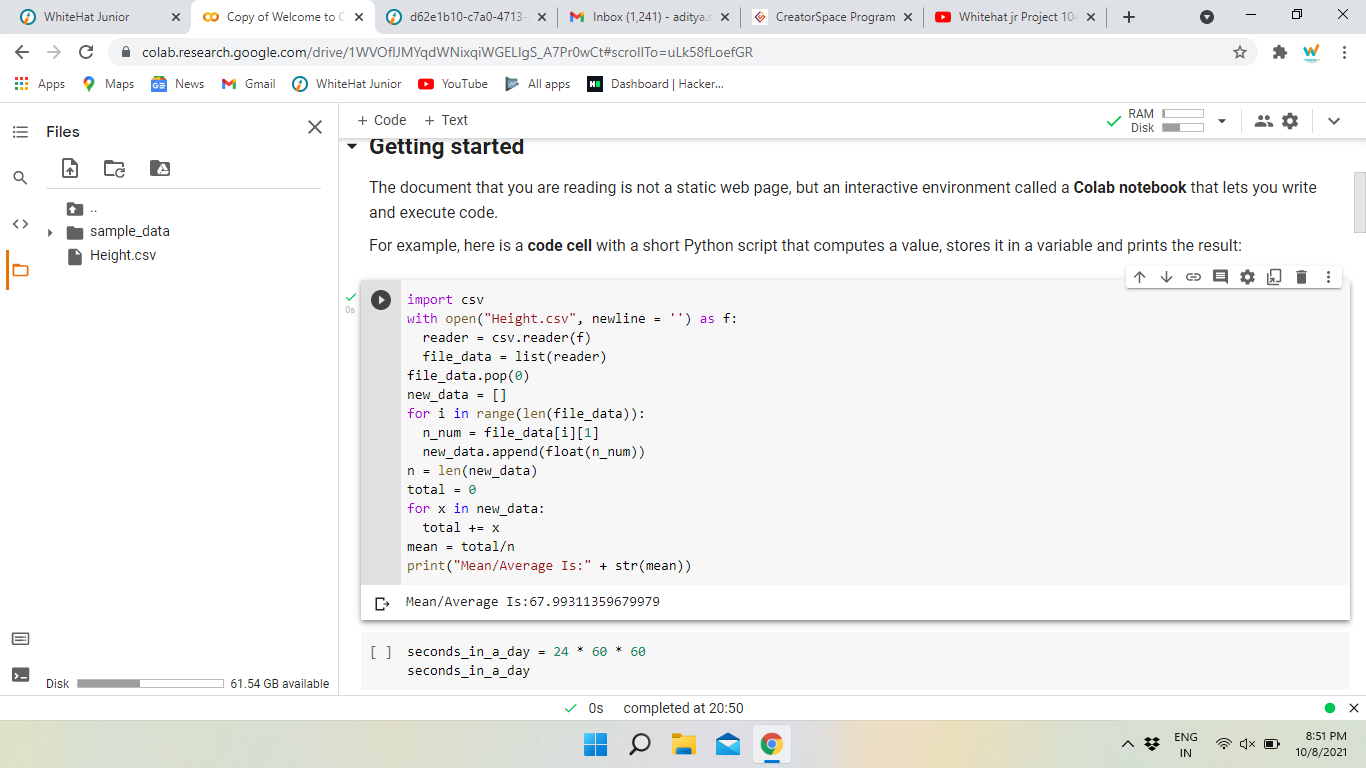 WhiteHat Junior
Copy of Welcome to C
d62e1b10-c7a0-4713-
Inbox (1,241) - aditya.s
CreatorSpace Program
Whitehat jr Project 10
colab.research.google.com/drive/1WVOflJMYqdWNixqiWGELIgS_A7Pr0wCt#scrollTo=uLk58fLoefGR
Apps
Maps
News
Gmail
WhiteHat Junior
YouTube
All apps
Dashboard | Hacker...
Files
+ Code + Text
RAM
Disk
..
sample_data
Height.csv
Getting started
The document that you are reading is not a static web page, but an interactive environment called a Colab notebook that lets you write
and execute code.
For example, here is a code cell with a short Python script that computes a value, stores it in a variable and prints the result:
0s
import csv
with open("Height.csv", newline = '') as f:
  reader = csv.reader(f)
  file_data = list(reader)
file_data.pop(0)
new_data = []
for i in range(len(file_data)):
  n_num = file_data[i][1]
  new_data.append(float(n_num))
n = len(new_data)
total = 0
for x in new_data:
  total += x
mean = total/n
print("Mean/Average Is:" + str(mean))
Mean/Average Is:67.99311359679979
[ ] seconds_in_a_day = 24 * 60 * 60
seconds_in_a_day
Disk
61.54 GB available
0s completed at 20:50
ENG
IN
8:51 PM
10/8/2021